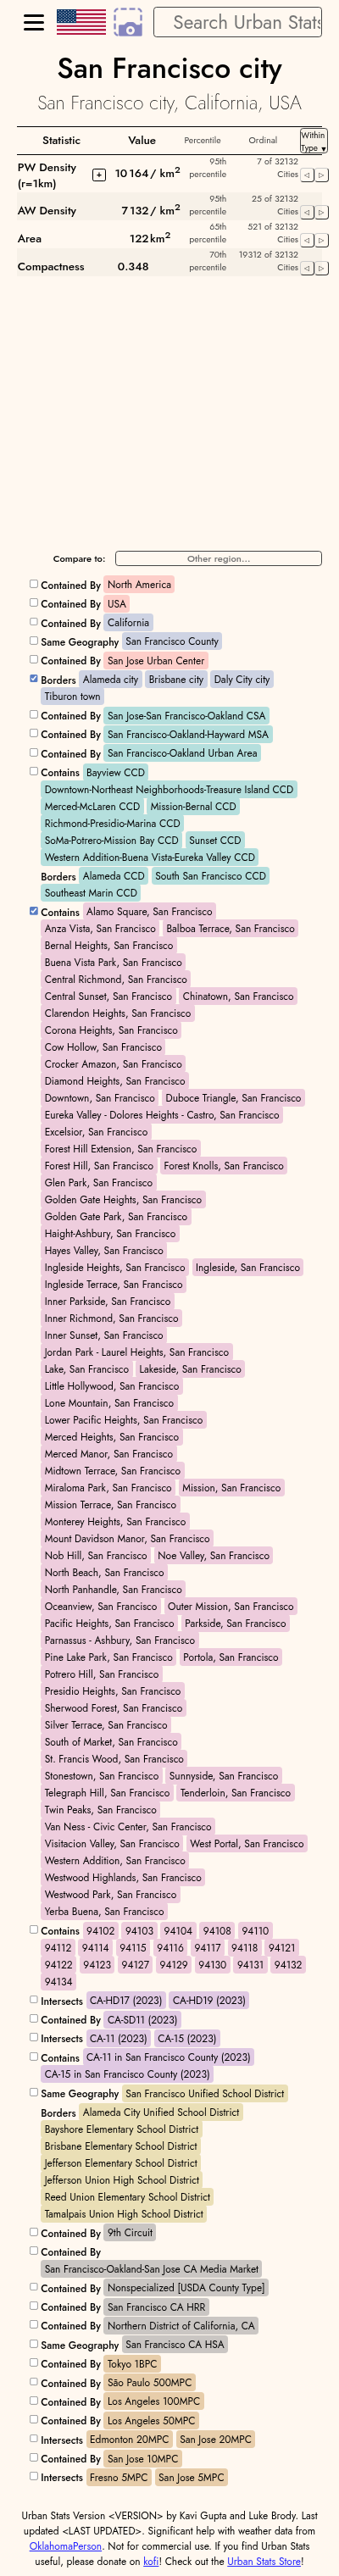 Search Urban Stats
San Francisco city
San Francisco city, California, USA
Statistic Value Percentile Ordinal Within Type ▼
PW Density (r=1km) + 10 164 / km2 95th percentile 7 of 32132 Cities ◁ ▷
AW Density 7 132 / km2 95th percentile 25 of 32132 Cities ◁ ▷
Area 122 km2 65th percentile 521 of 32132 Cities ◁ ▷
Compactness 0.348 70th percentile 19312 of 32132 Cities ◁ ▷
Compare to: Other region...
Contained By North America
Contained By USA
Contained By California
Same Geography San Francisco County
Contained By San Jose Urban Center
Borders Alameda city Brisbane city Daly City city
Tiburon town
Contained By San Jose-San Francisco-Oakland CSA
Contained By San Francisco-Oakland-Hayward MSA
Contained By San Francisco-Oakland Urban Area
Contains Bayview CCD
Downtown-Northeast Neighborhoods-Treasure Island CCD
Merced-McLaren CCD Mission-Bernal CCD
Richmond-Presidio-Marina CCD
SoMa-Potrero-Mission Bay CCD Sunset CCD
Western Addition-Buena Vista-Eureka Valley CCD
Borders Alameda CCD South San Francisco CCD
Southeast Marin CCD
Contains Alamo Square, San Francisco
Anza Vista, San Francisco Balboa Terrace, San Francisco
Bernal Heights, San Francisco
Buena Vista Park, San Francisco
Central Richmond, San Francisco
Central Sunset, San Francisco Chinatown, San Francisco
Clarendon Heights, San Francisco
Corona Heights, San Francisco
Cow Hollow, San Francisco
Crocker Amazon, San Francisco
Diamond Heights, San Francisco
Downtown, San Francisco Duboce Triangle, San Francisco
Eureka Valley - Dolores Heights - Castro, San Francisco
Excelsior, San Francisco
Forest Hill Extension, San Francisco
Forest Hill, San Francisco Forest Knolls, San Francisco
Glen Park, San Francisco
Golden Gate Heights, San Francisco
Golden Gate Park, San Francisco
Haight-Ashbury, San Francisco
Hayes Valley, San Francisco
Ingleside Heights, San Francisco Ingleside, San Francisco
Ingleside Terrace, San Francisco
Inner Parkside, San Francisco
Inner Richmond, San Francisco
Inner Sunset, San Francisco
Jordan Park - Laurel Heights, San Francisco
Lake, San Francisco Lakeside, San Francisco
Little Hollywood, San Francisco
Lone Mountain, San Francisco
Lower Pacific Heights, San Francisco
Merced Heights, San Francisco
Merced Manor, San Francisco
Midtown Terrace, San Francisco
Miraloma Park, San Francisco Mission, San Francisco
Mission Terrace, San Francisco
Monterey Heights, San Francisco
Mount Davidson Manor, San Francisco
Nob Hill, San Francisco Noe Valley, San Francisco
North Beach, San Francisco
North Panhandle, San Francisco
Oceanview, San Francisco Outer Mission, San Francisco
Pacific Heights, San Francisco Parkside, San Francisco
Parnassus - Ashbury, San Francisco
Pine Lake Park, San Francisco Portola, San Francisco
Potrero Hill, San Francisco
Presidio Heights, San Francisco
Sherwood Forest, San Francisco
Silver Terrace, San Francisco
South of Market, San Francisco
St. Francis Wood, San Francisco
Stonestown, San Francisco Sunnyside, San Francisco
Telegraph Hill, San Francisco Tenderloin, San Francisco
Twin Peaks, San Francisco
Van Ness - Civic Center, San Francisco
Visitacion Valley, San Francisco West Portal, San Francisco
Western Addition, San Francisco
Westwood Highlands, San Francisco
Westwood Park, San Francisco
Yerba Buena, San Francisco
Contains 94102 94103 94104 94108 94110
94112 94114 94115 94116 94117 94118 94121
94122 94123 94127 94129 94130 94131 94132
94134
Intersects CA-HD17 (2023) CA-HD19 (2023)
Contained By CA-SD11 (2023)
Intersects CA-11 (2023) CA-15 (2023)
Contains CA-11 in San Francisco County (2023)
CA-15 in San Francisco County (2023)
Same Geography San Francisco Unified School District
Borders Alameda City Unified School District
Bayshore Elementary School District
Brisbane Elementary School District
Jefferson Elementary School District
Jefferson Union High School District
Reed Union Elementary School District
Tamalpais Union High School District
Contained By 9th Circuit
Contained By
San Francisco-Oakland-San Jose CA Media Market
Contained By Nonspecialized [USDA County Type]
Contained By San Francisco CA HRR
Contained By Northern District of California, CA
Same Geography San Francisco CA HSA
Contained By Tokyo 1BPC
Contained By São Paulo 500MPC
Contained By Los Angeles 100MPC
Contained By Los Angeles 50MPC
Intersects Edmonton 20MPC San Jose 20MPC
Contained By San Jose 10MPC
Intersects Fresno 5MPC San Jose 5MPC
Urban Stats Version <VERSION> by Kavi Gupta and Luke Brody. Last
updated <LAST UPDATED>. Significant help with weather data from
OklahomaPerson. Not for commercial use. If you find Urban Stats
useful, please donate on kofi! Check out the Urban Stats Store!